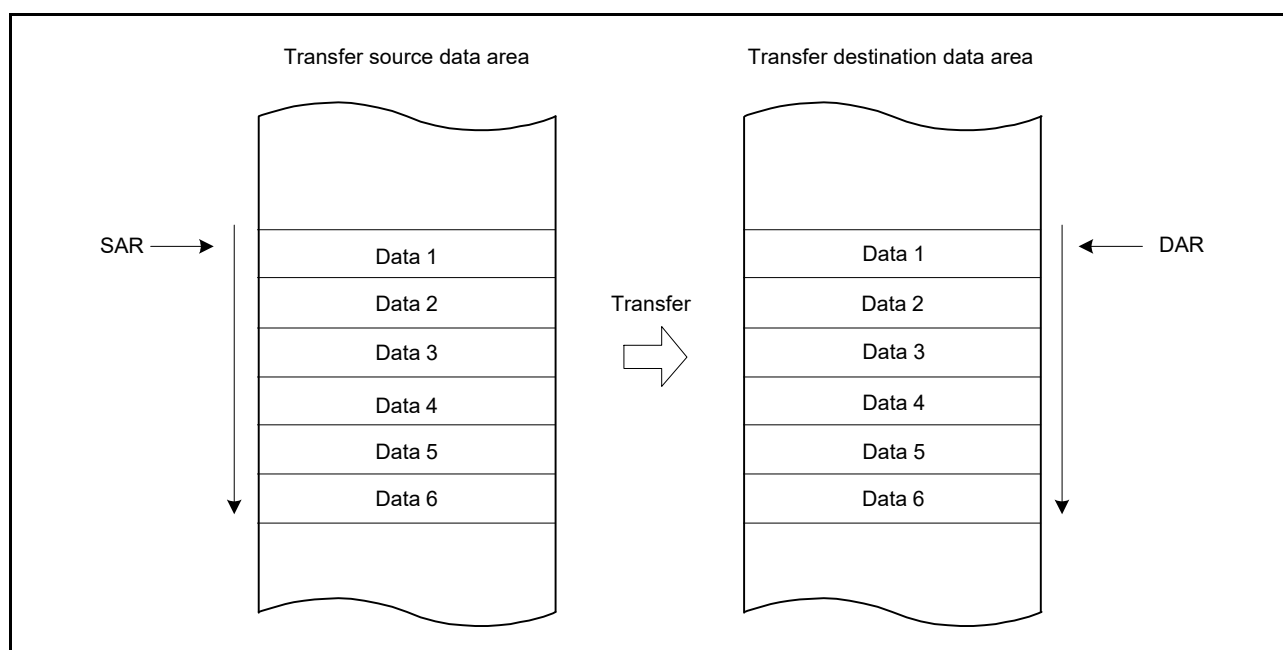 Transfer source data area
Transfer destination data area
SAR
Data 1
Data 2
Data 3
Data 4
Data 5
Data 6
Transfer
Data 1
Data 2
Data 3
Data 4
Data 5
Data 6
DAR